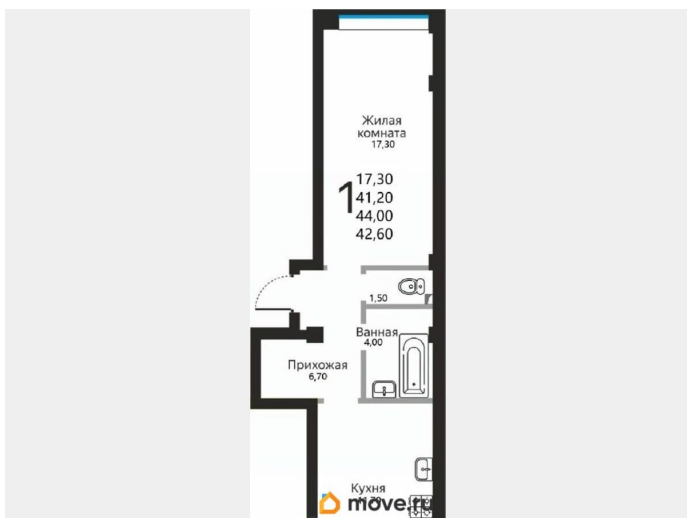 Жилая
комната
17,30
1
17,30
41,20
44,00
42,60
1,50
Ванная
4,00
Прихожая
6,70
Кухня
move.ru